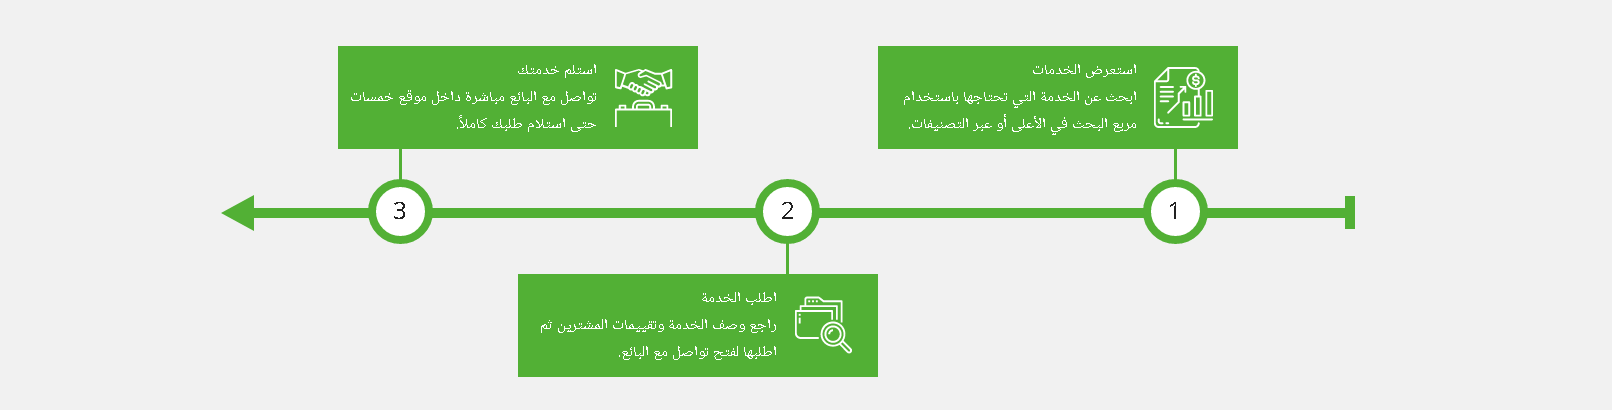 استعرض الخدمات
ابحث عن الخدمة التي تحتاجها باستخدام
مربع البحث في الأعلى أو عبر التصنيفات.
1
2
اطلب الخدمة
راجع وصف الخدمة وتقييمات المشترين ثم
اطلبها لفتح تواصل مع البائع.
استلم خدمتك
تواصل مع البائع مباشرة داخل موقع خمسات
حتى استلام طلبك كاملاً.
3